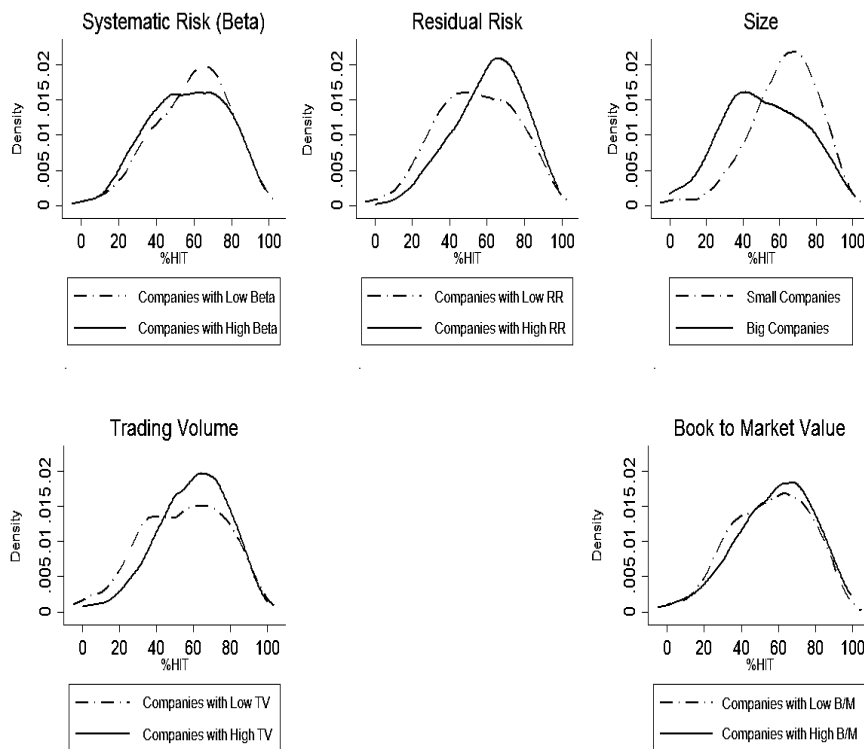 Systematic Risk (Beta)
Density
0 .005 .01 .015 .02
0 20 40 60 80 100
%HIT
Companies with Low Beta
Companies with High Beta
Residual Risk
Density
0 .005 .01 .015 .02
0 20 40 60 80 100
%HIT
Companies with Low RR
Companies with High RR
Size
Density
0 .005 .01 .015 .02
0 20 40 60 80 100
%HIT
Small Companies
Big Companies
Trading Volume
Density
0 .005 .01 .015 .02
0 20 40 60 80 100
%HIT
Companies with Low TV
Companies with High TV
Book to Market Value
Density
0 .005 .01 .015 .02
0 20 40 60 80 100
%HIT
Companies with Low B/M
Companies with High B/M